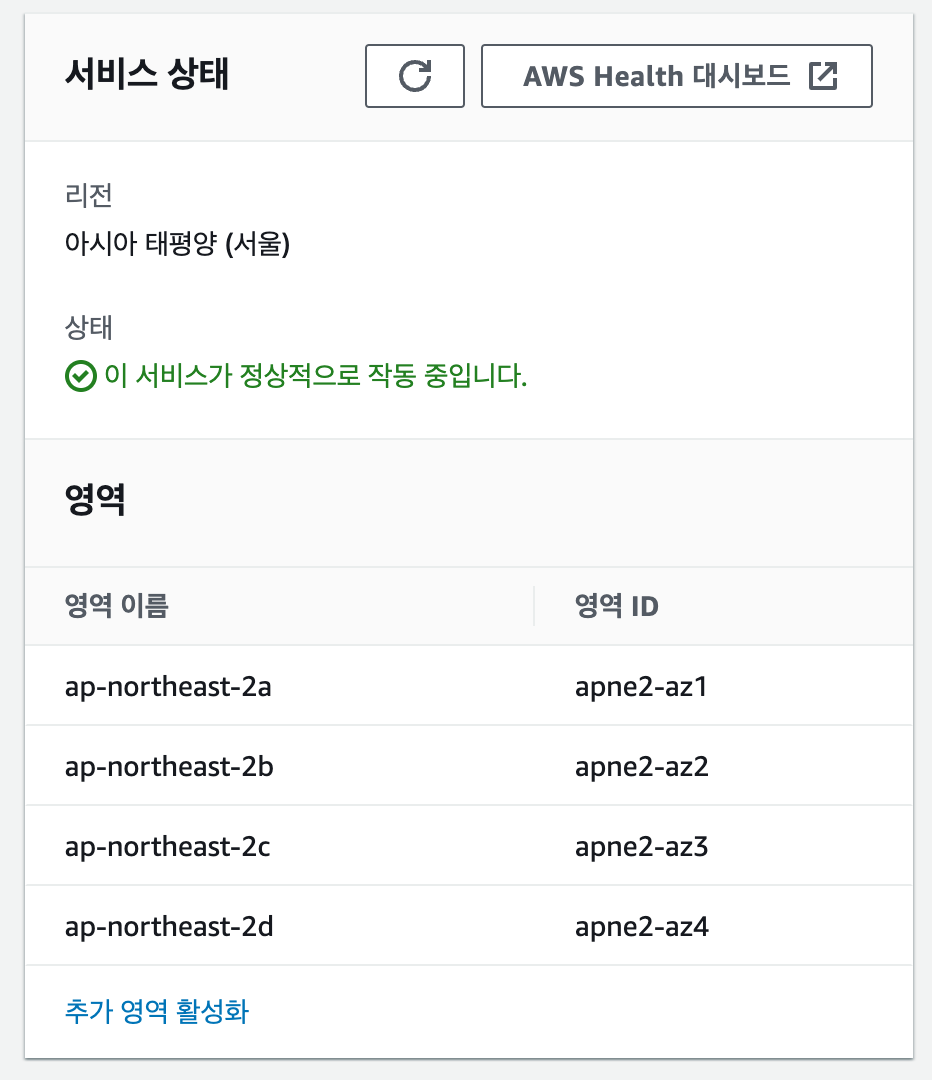 서비스 상태
AWS Health 대시보드
리전
아시아 태평양 (서울)
상태
이 서비스가 정상적으로 작동 중입니다.
영역
영역 이름 영역 ID
ap-northeast-2a apne2-az1
ap-northeast-2b apne2-az2
ap-northeast-2c apne2-az3
ap-northeast-2d apne2-az4
추가 영역 활성화